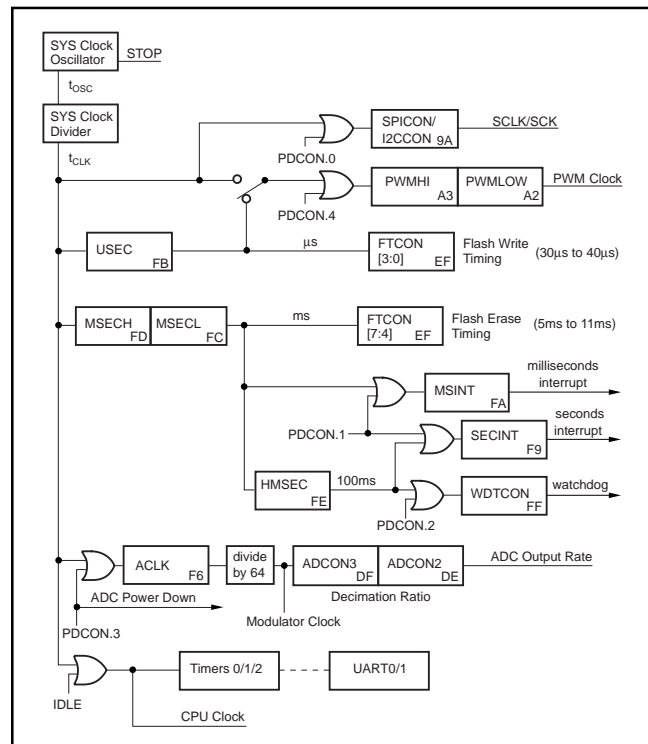 SYS Clock
Oscillator
STOP
tOSC
SYS Clock
Divider
tCLK
SPICON/
I2CCON
9A
SCLK/SCK
PDCON.0
PWMHI
A3
PWMLOW
A2
PWM Clock
PDCON.4
USEC
FB
µs
FTCON
[3:0]
EF
Flash Write
Timing
(30µs to 40µs)
MSECH
FD
MSECL
FC
ms
FTCON
[7:4]
EF
Flash Erase
Timing
(5ms to 11ms)
milliseconds
interrupt
MSINT
FA
PDCON.1
seconds
interrupt
SECINT
F9
HMSEC
FE
100ms
WDTCON
FF
watchdog
PDCON.2
ACLK
F6
divide
by 64
ADCON3
DF
ADCON2
DE
ADC Output Rate
Decimation Ratio
ADC Power Down
Modulator Clock
PDCON.3
Timers 0/1/2
UART0/1
IDLE
CPU Clock